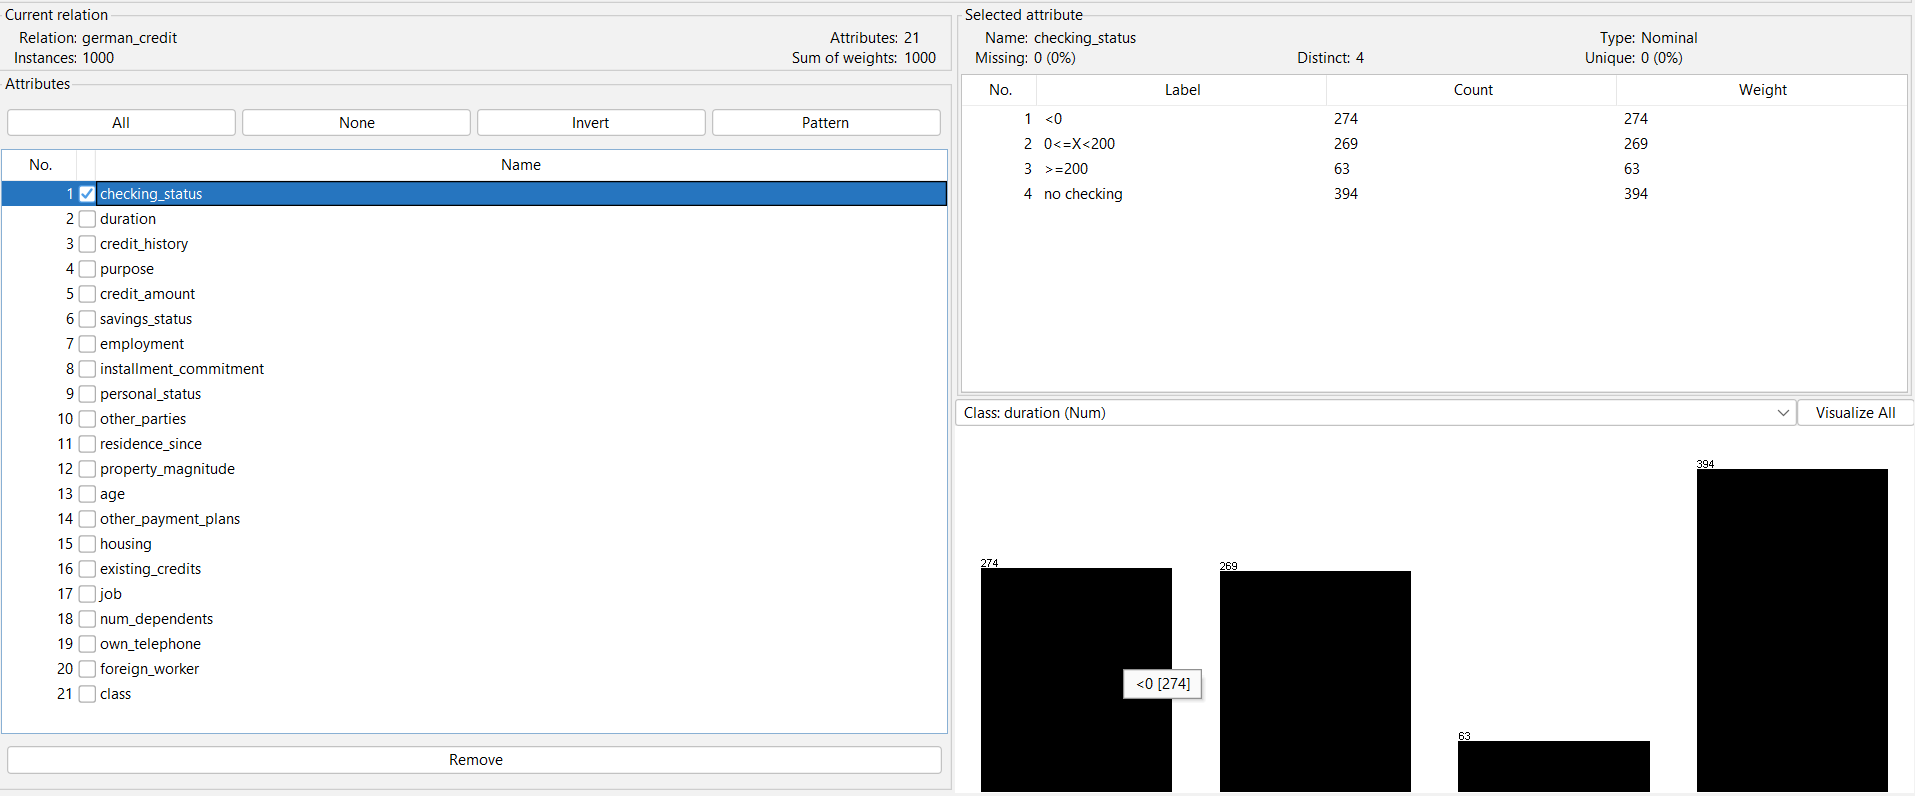 Current relation
Relation: german_credit
Attributes: 21
Instances: 1000
Sum of weights: 1000
Attributes
All
None
Invert
Pattern
No.
Name
1 checking_status
2 duration
3 credit_history
4 purpose
5 credit_amount
6 savings_status
7 employment
8 installment_commitment
9 personal_status
10 other_parties
11 residence_since
12 property_magnitude
13 age
14 other_payment_plans
15 housing
16 existing_credits
17 job
18 num_dependents
19 own_telephone
20 foreign_worker
21 class
Remove
Selected attribute
Name: checking_status
Type: Nominal
Missing: 0 (0%)
Distinct: 4
Unique: 0 (0%)
No. Label Count Weight
1 <0 274 274
2 0<=X<200 269 269
3 >=200 63 63
4 no checking 394 394
Class: duration (Num)
Visualize All
274
269
63
394
<0 [274]